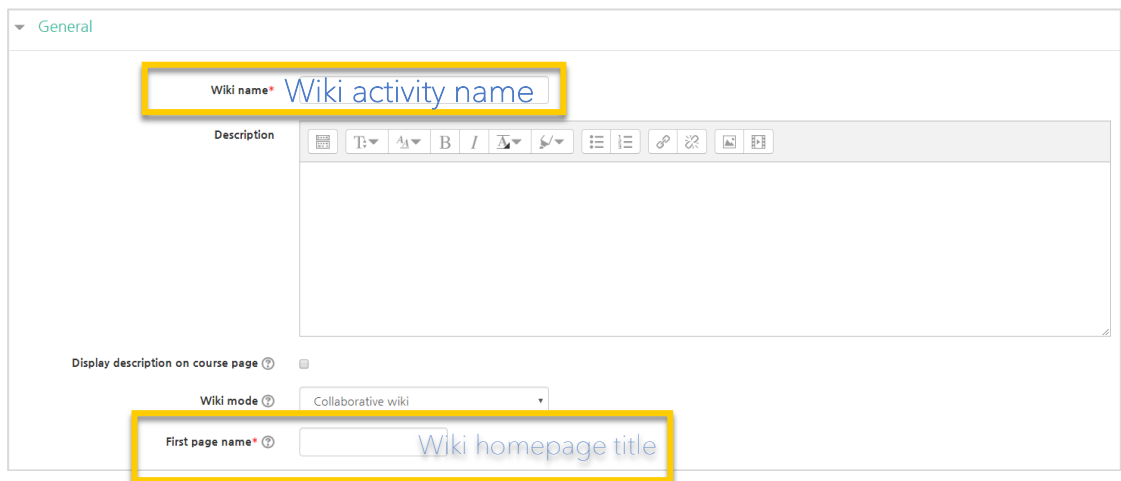 General
Wiki name* Wiki activity name
Description
Display description on course page
Wiki mode Collaborative wiki
First page name* Wiki homepage title